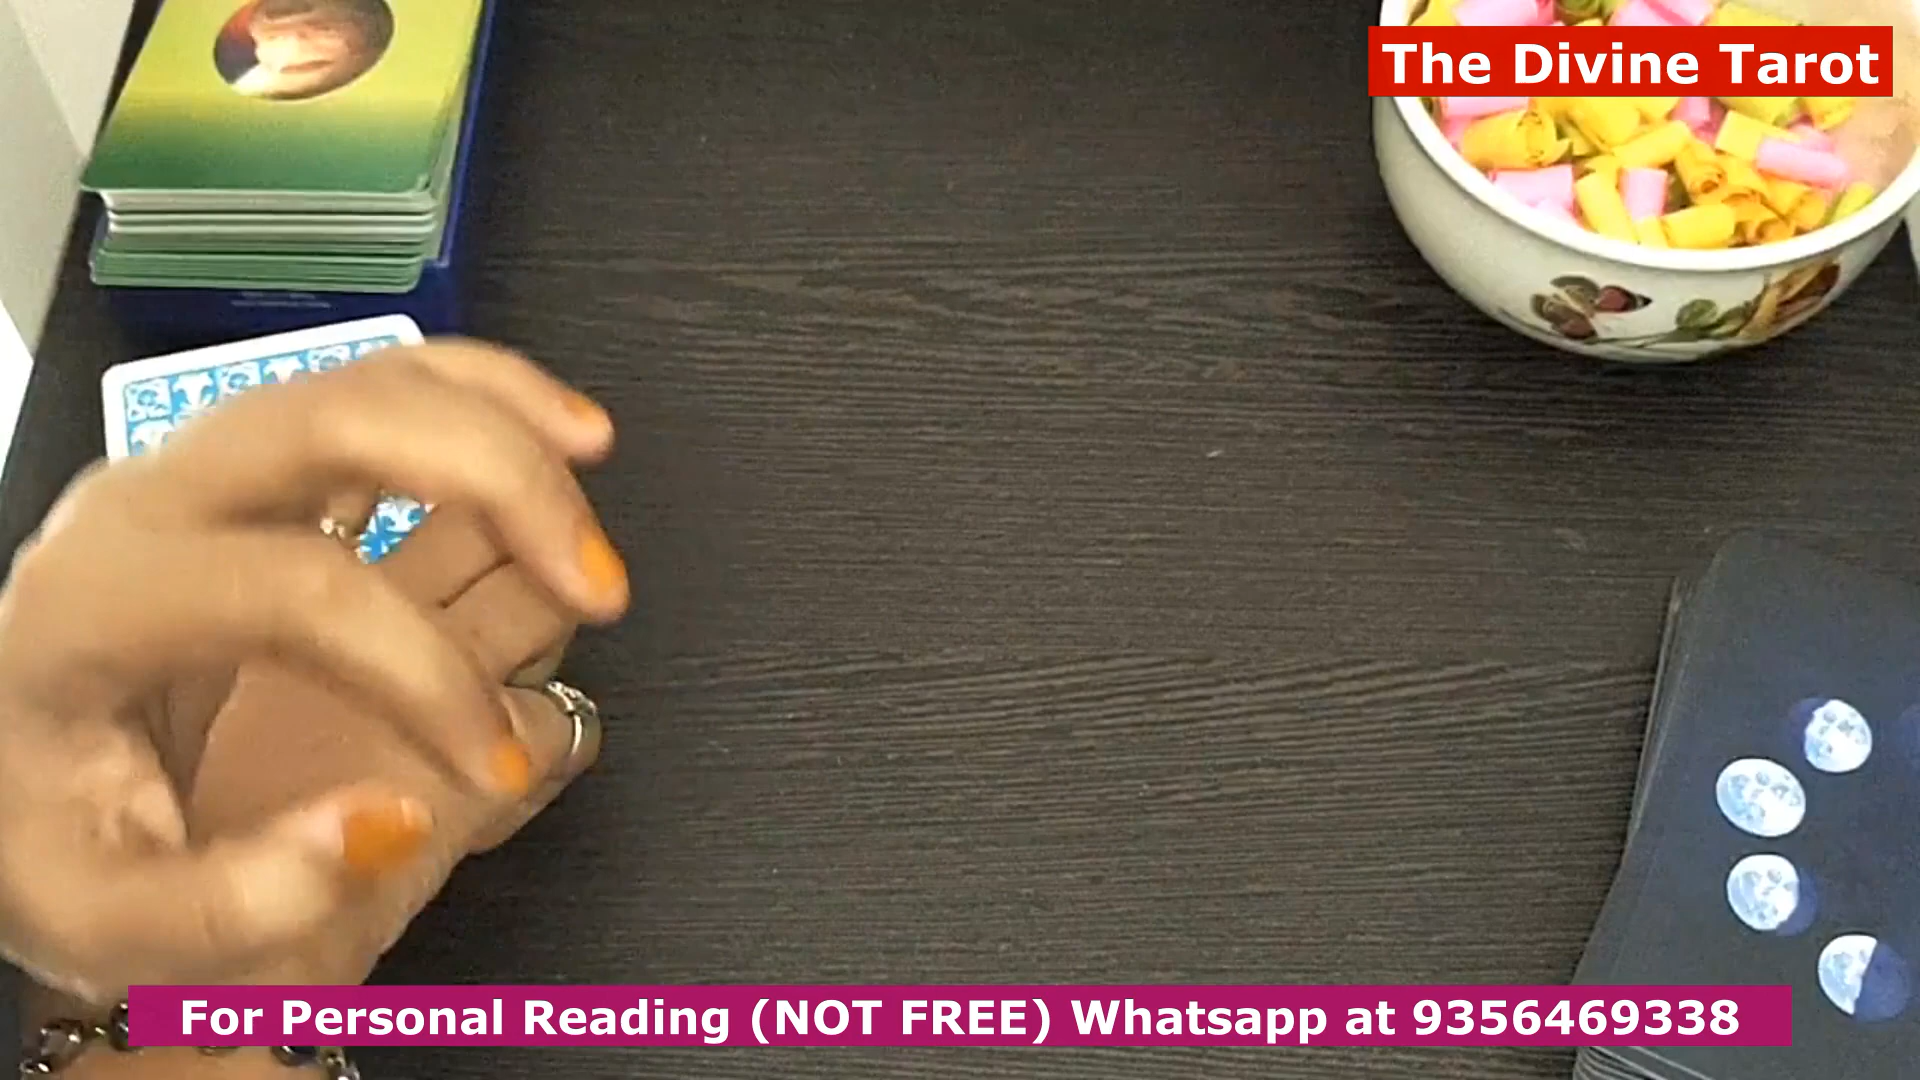 The Divine Tarot
For Personal Reading (NOT FREE) Whatsapp at 9356469338